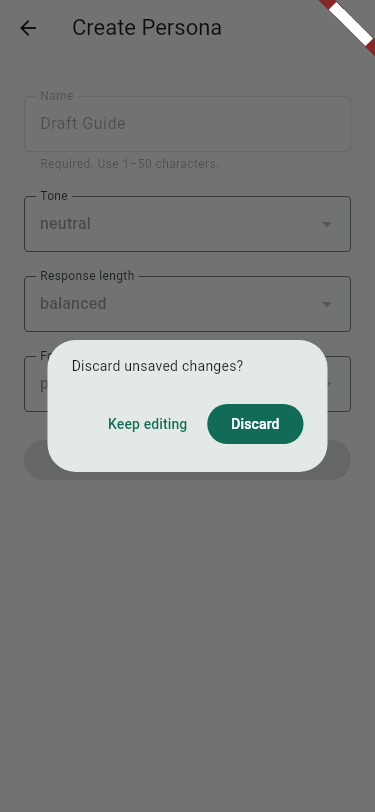 Create Persona
Name
Draft Guide
Required. Use 1–50 characters.
Tone
neutral
Response length
balanced
Discard unsaved changes?
Keep editing
Discard